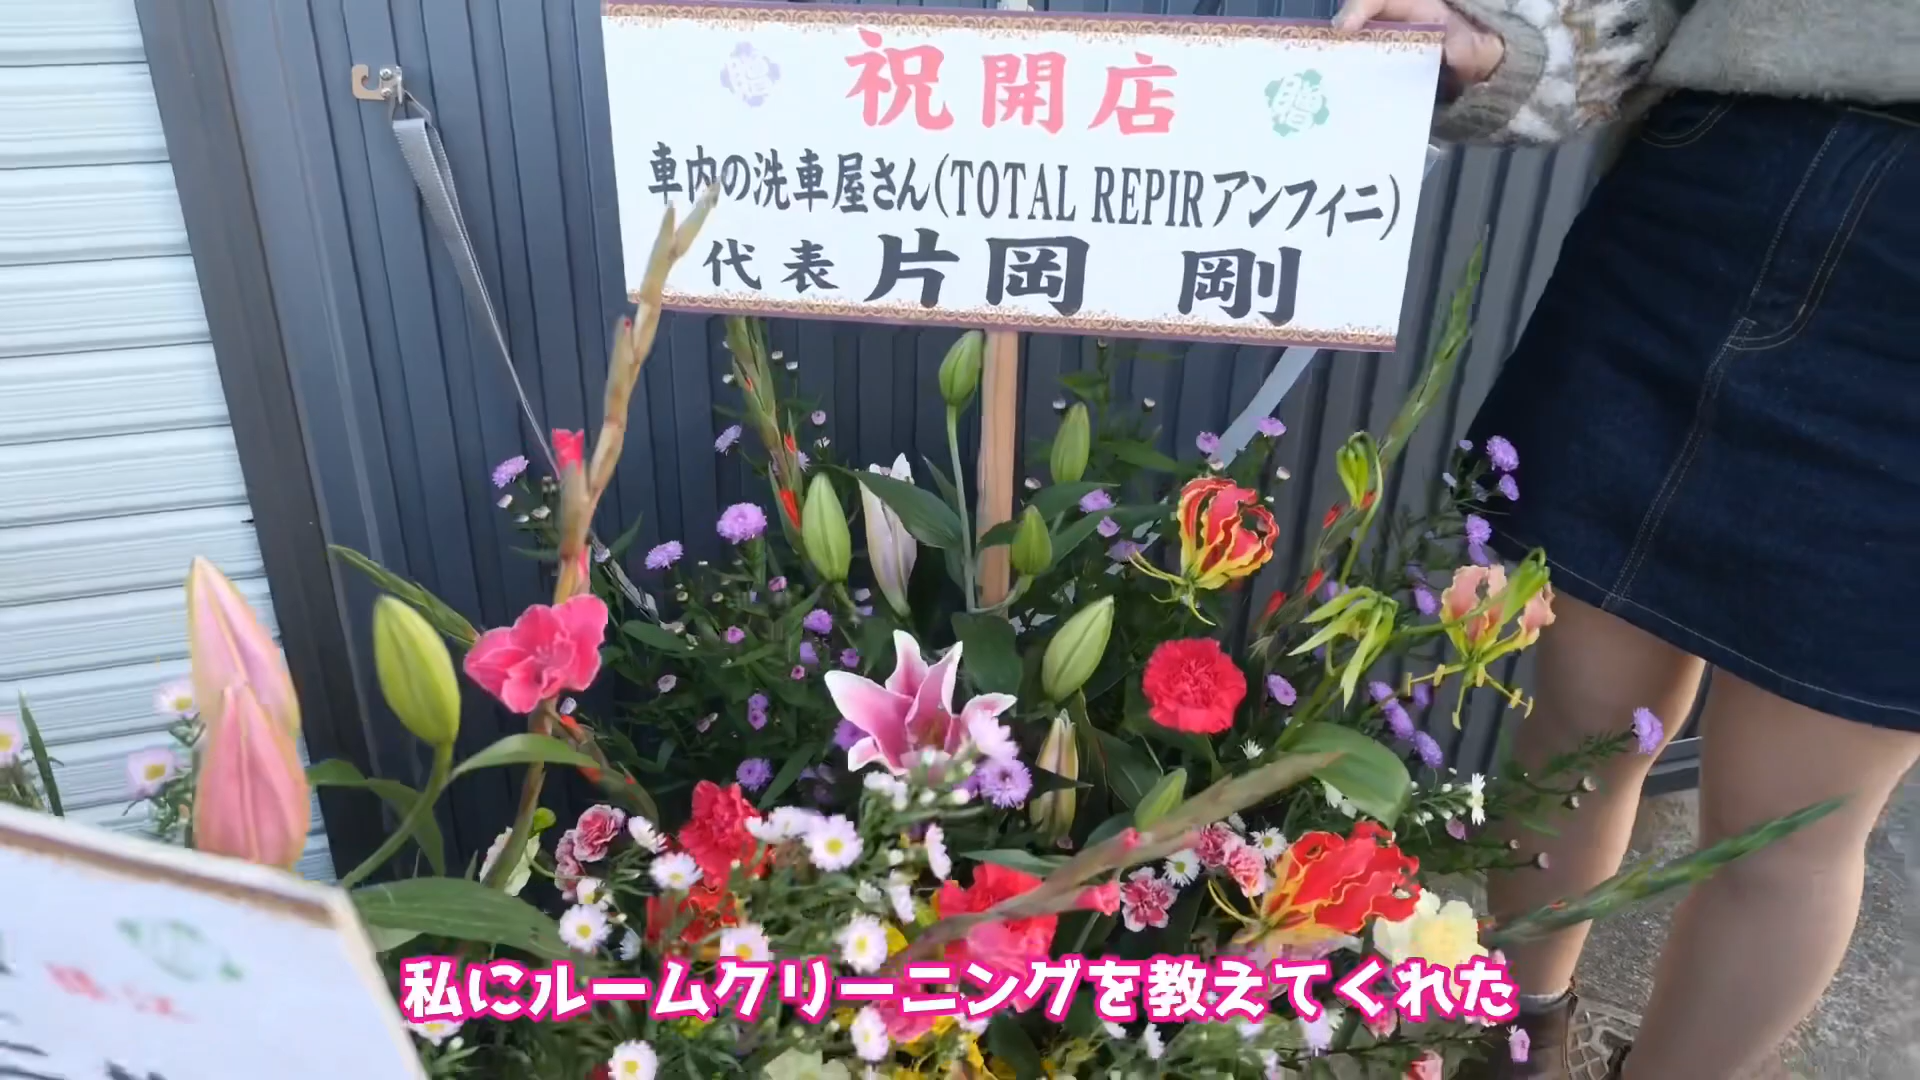 祝開店
贈
車内の洗車屋さん(TOTAL REPIRアンフィニ)
代表 片岡 剛
私にルームクリーニングを教えてくれた